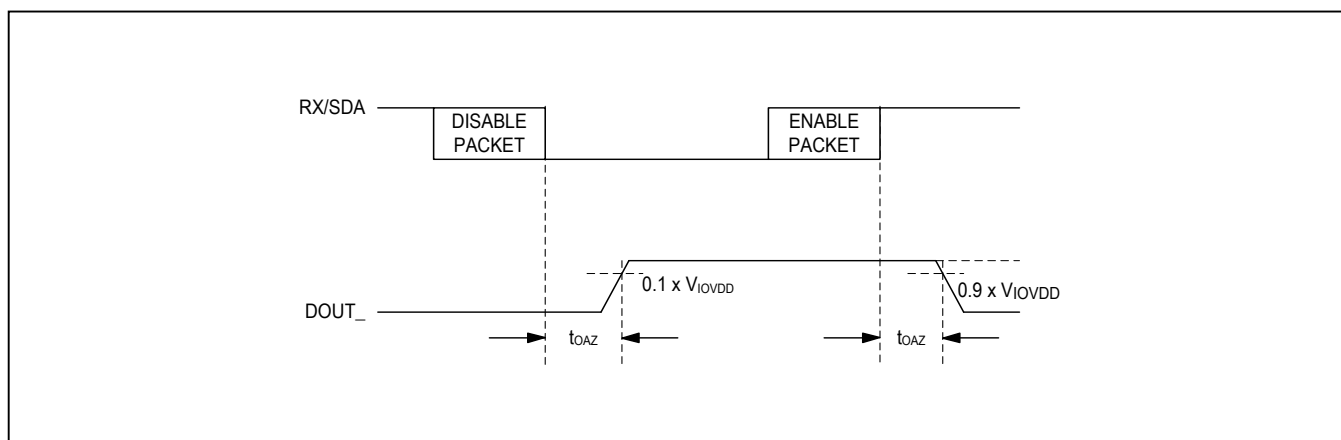 RX/SDA
DISABLE
PACKET
ENABLE
PACKET
0.1 x VIOVDD
0.9 x VIOVDD
DOUT_
tOAZ
tOAZ